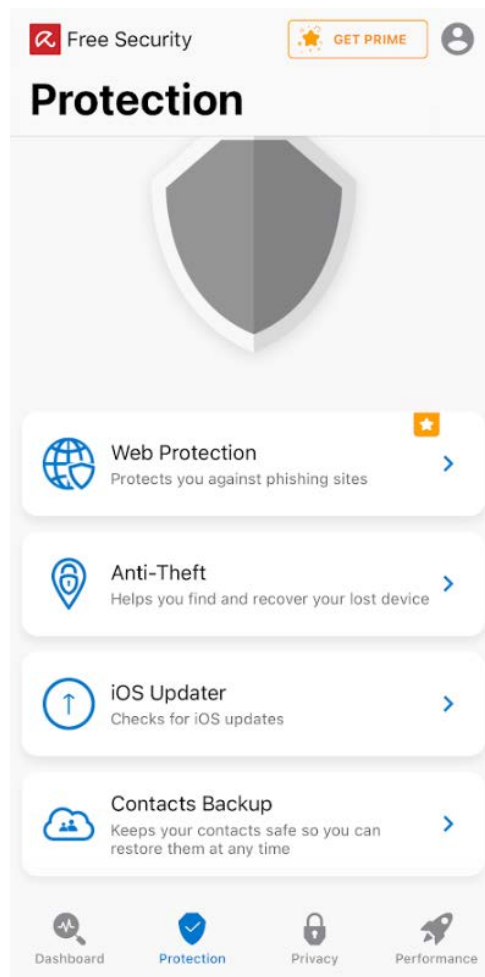 Free Security
GET PRIME
Protection
Web Protection
Protects you against phishing sites
Anti-Theft
Helps you find and recover your lost device
iOS Updater
Checks for iOS updates
Contacts Backup
Keeps your contacts safe so you can
restore them at any time
Dashboard
Protection
Privacy
Performance